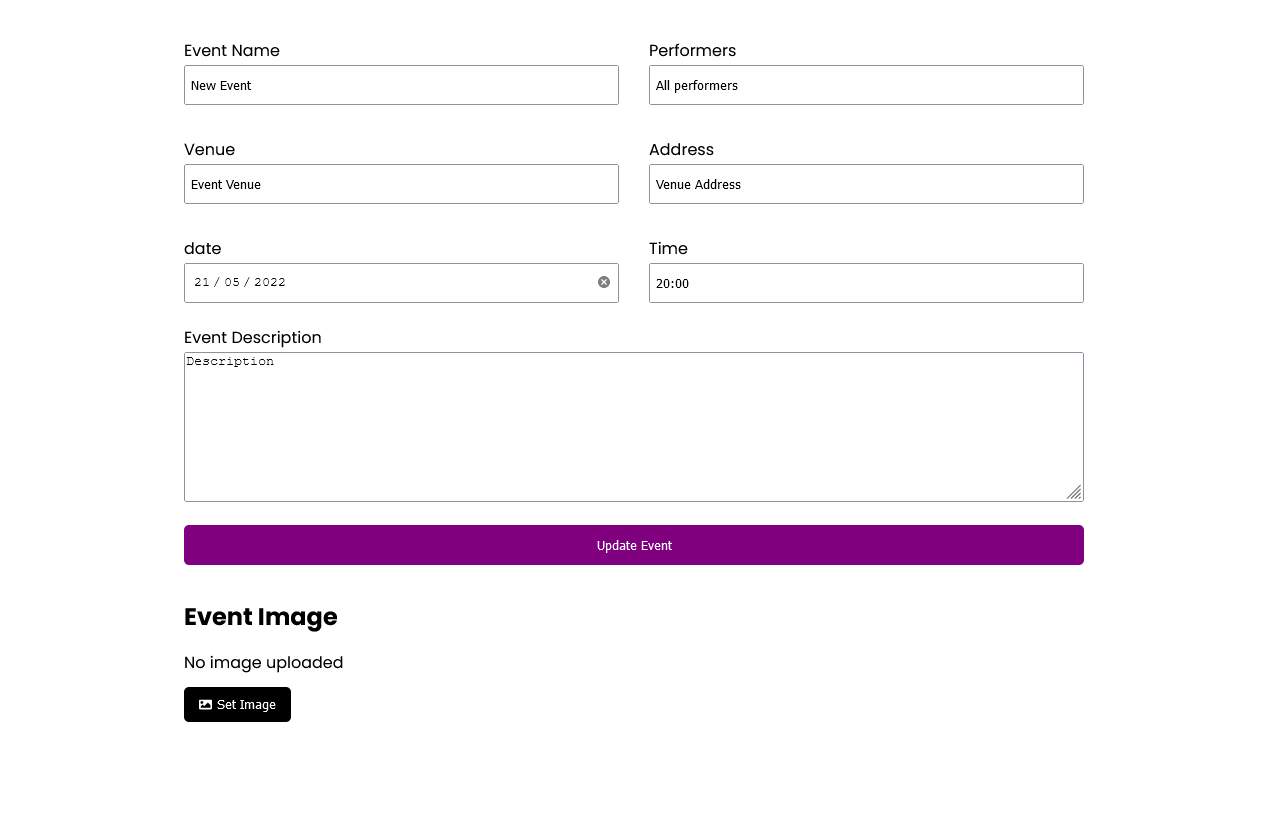 Event Name
Performers
New Event
All performers
Venue
Address
Event Venue
Venue Address
date
Time
21 / 05 / 2022
20:00
Event Description
Description
Update Event
Event Image
No image uploaded
Set Image